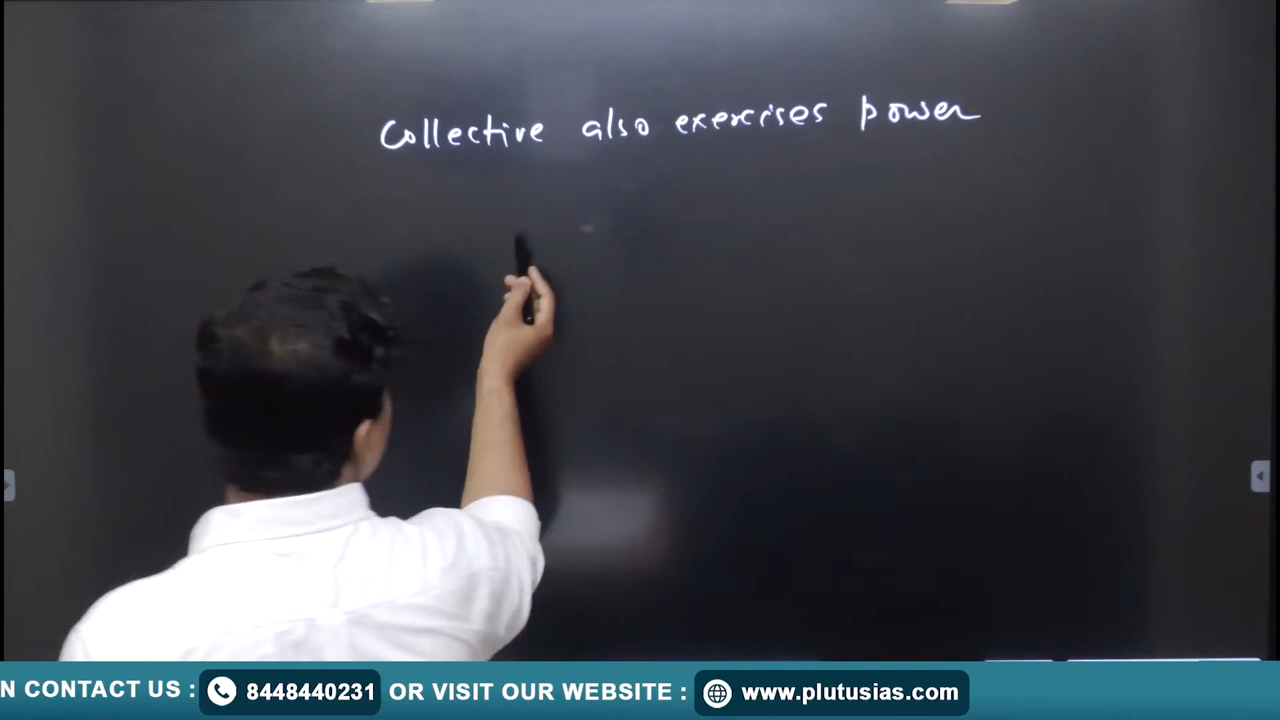 Collective also exercises power
N CONTACT US : 8448440231 OR VISIT OUR WEBSITE : www.plutusias.com